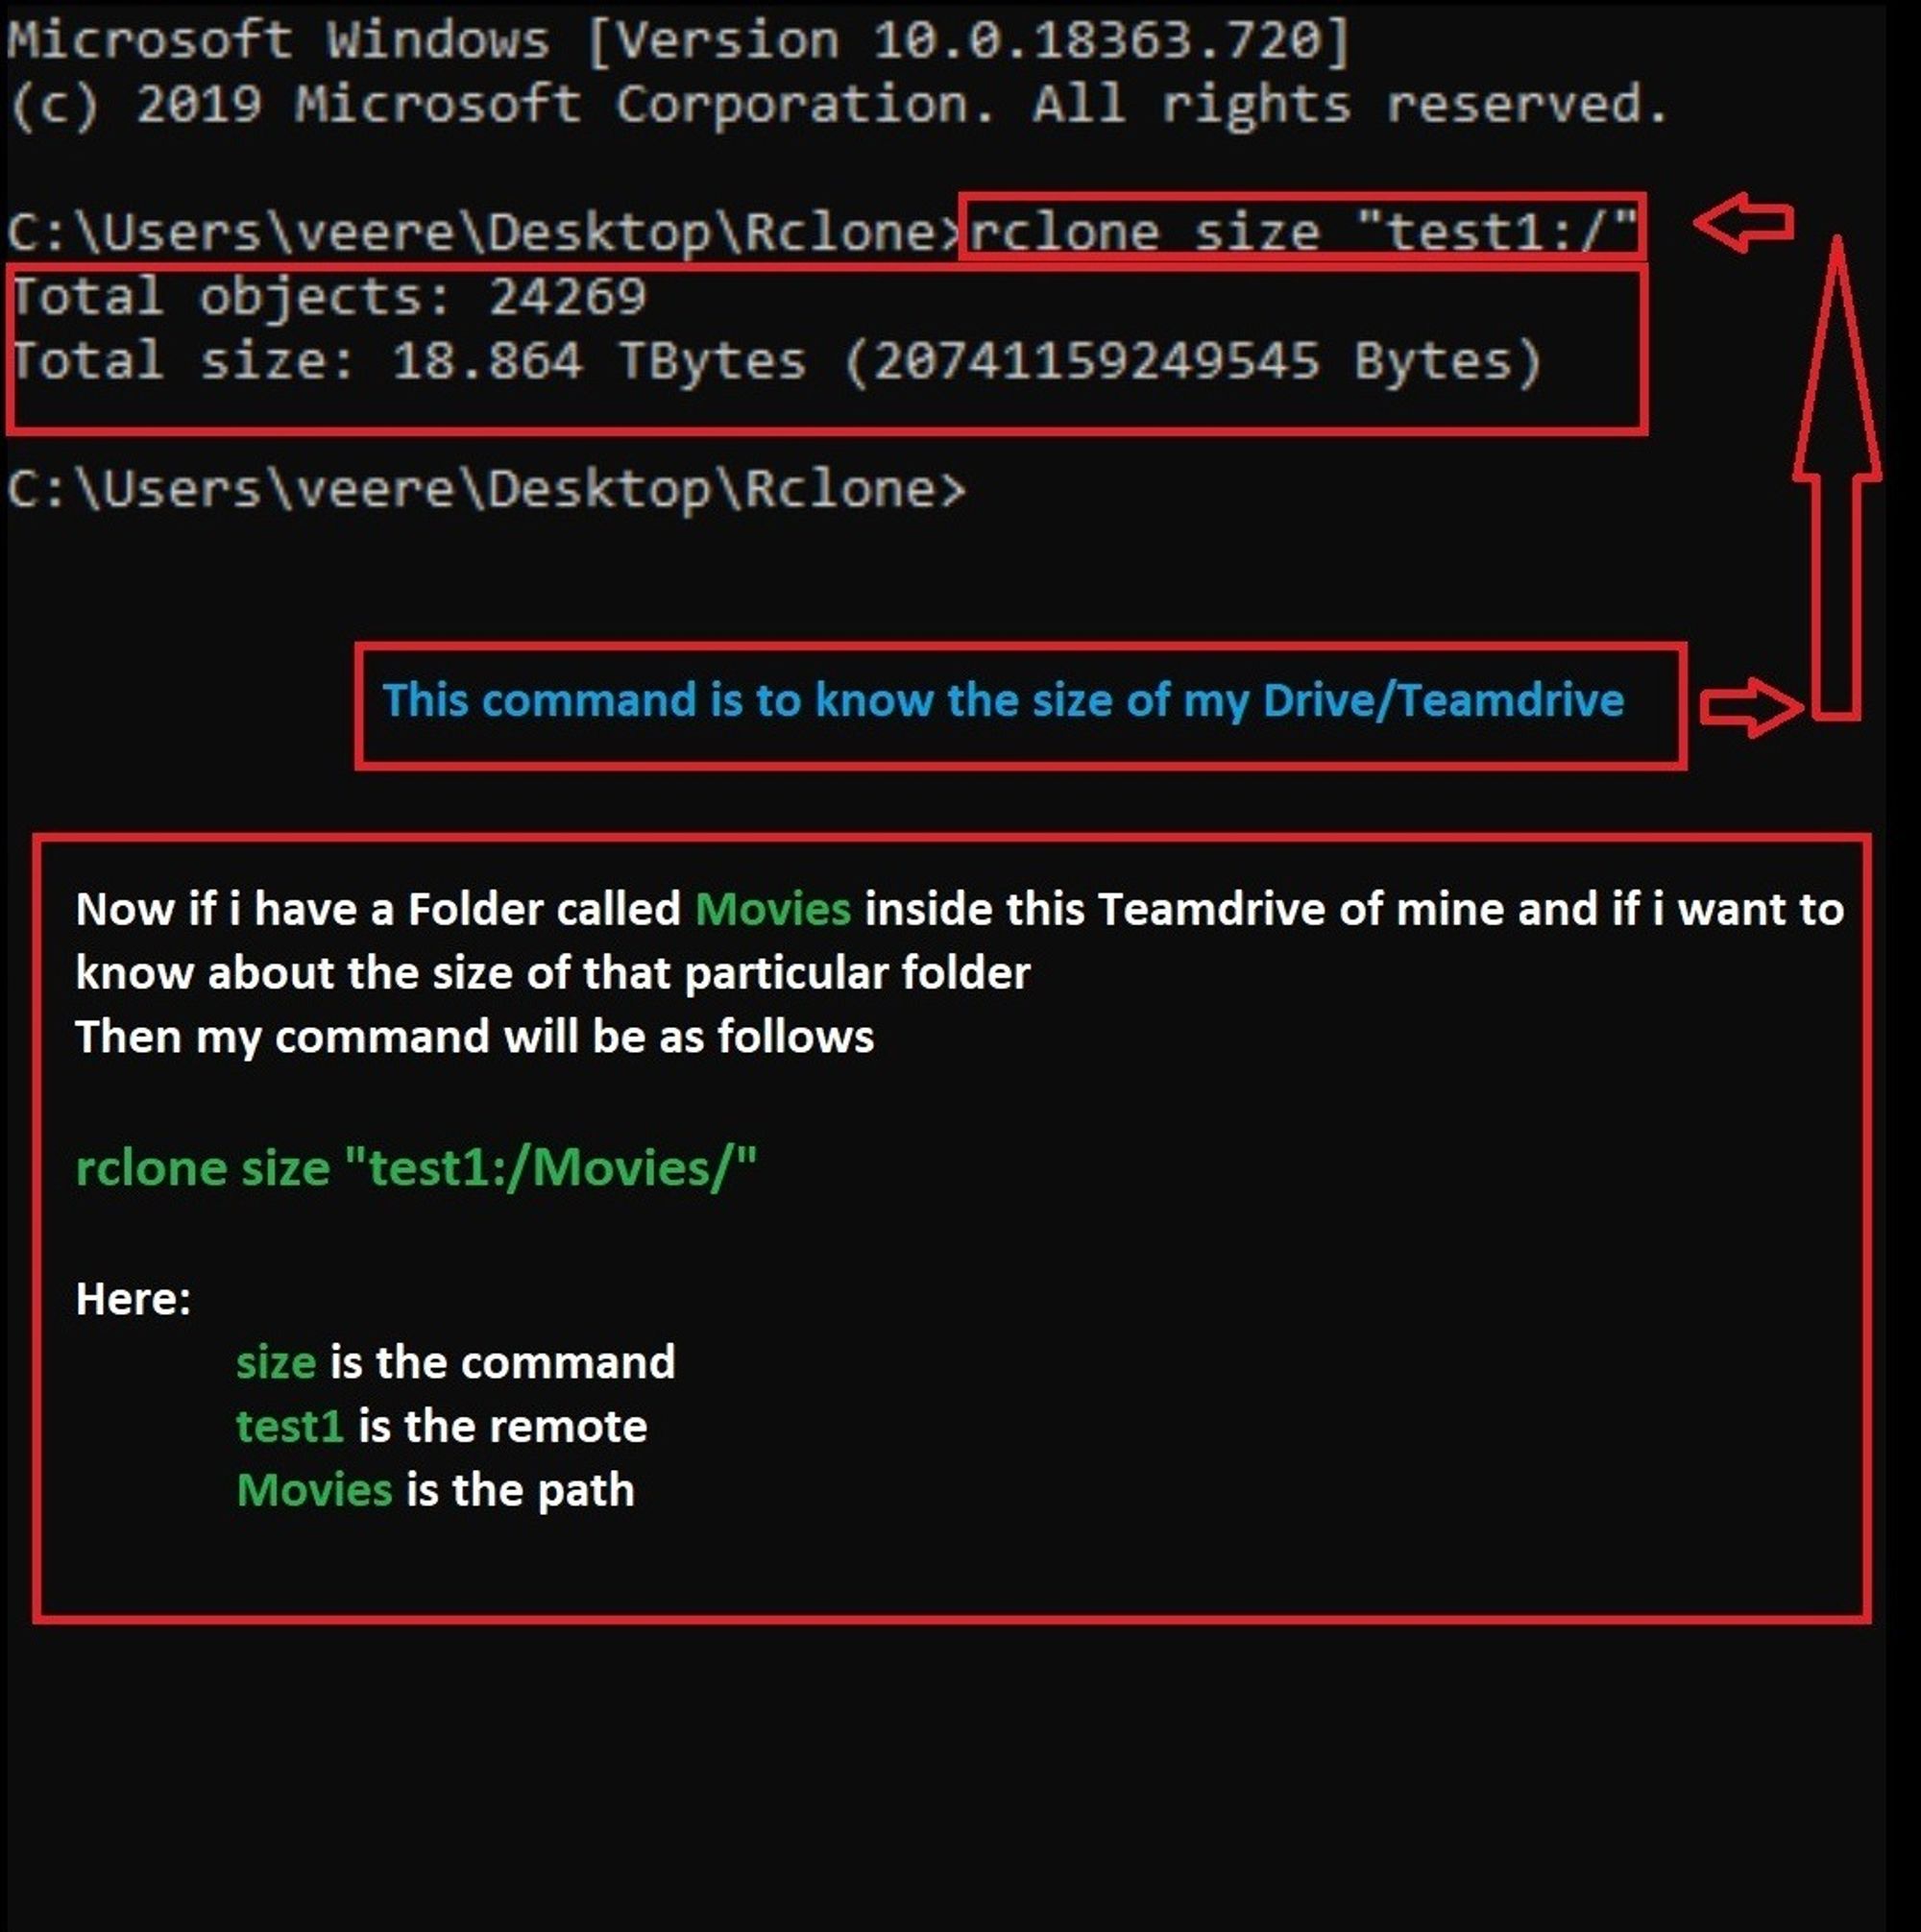 Microsoft Windows [Version 10.0.18363.720]
(c) 2019 Microsoft Corporation. All rights reserved.
C:\Users\veere\Desktop\Rclone>rclone size "test1:/"
Total objects: 24269
Total size: 18.864 TBytes (20741159249545 Bytes)
C:\Users\veere\Desktop\Rclone>
This command is to know the size of my Drive/Teamdrive
Now if i have a Folder called Movies inside this Teamdrive of mine and if i want to
know about the size of that particular folder
Then my command will be as follows
rclone size "test1:/Movies/"
Here:
size is the command
test1 is the remote
Movies is the path